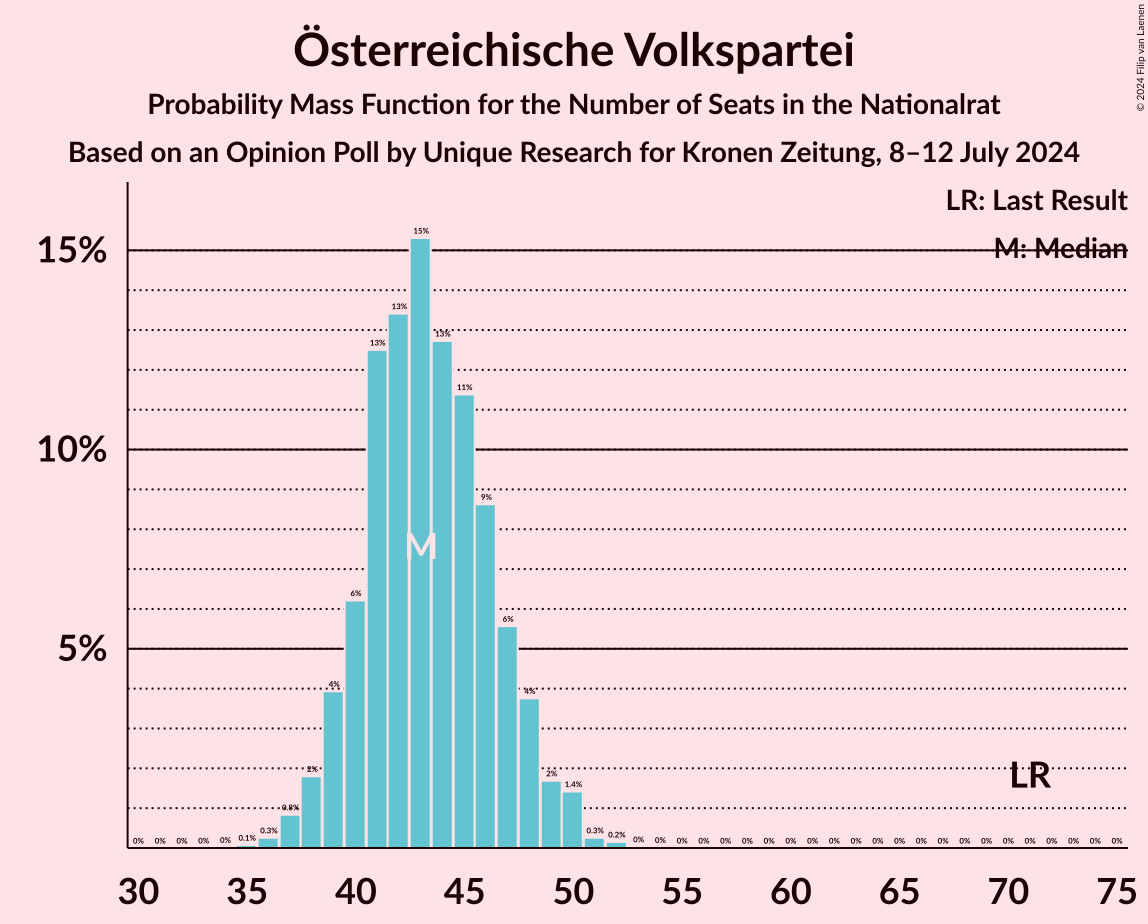 Österreichische Volkspartei
Probability Mass Function for the Number of Seats in the Nationalrat
Based on an Opinion Poll by Unique Research for Kronen Zeitung, 8–12 July 2024
© 2024 Filip van Laenen
LR: Last Result
M: Median
15%
10%
5%
0% 0% 0% 0% 0% 0.1% 0.3% 0.8% 2% 4% 6% 13% 13% 15% 13% 11% 9% 6% 4% 2% 1.4% 0.3% 0.2% 0% 0% 0% 0% 0% 0% 0% 0% 0% 0% 0% 0% 0% 0% 0% 0% 0% 0% 0% 0% 0% 0% 0%
M
LR
30 35 40 45 50 55 60 65 70 75